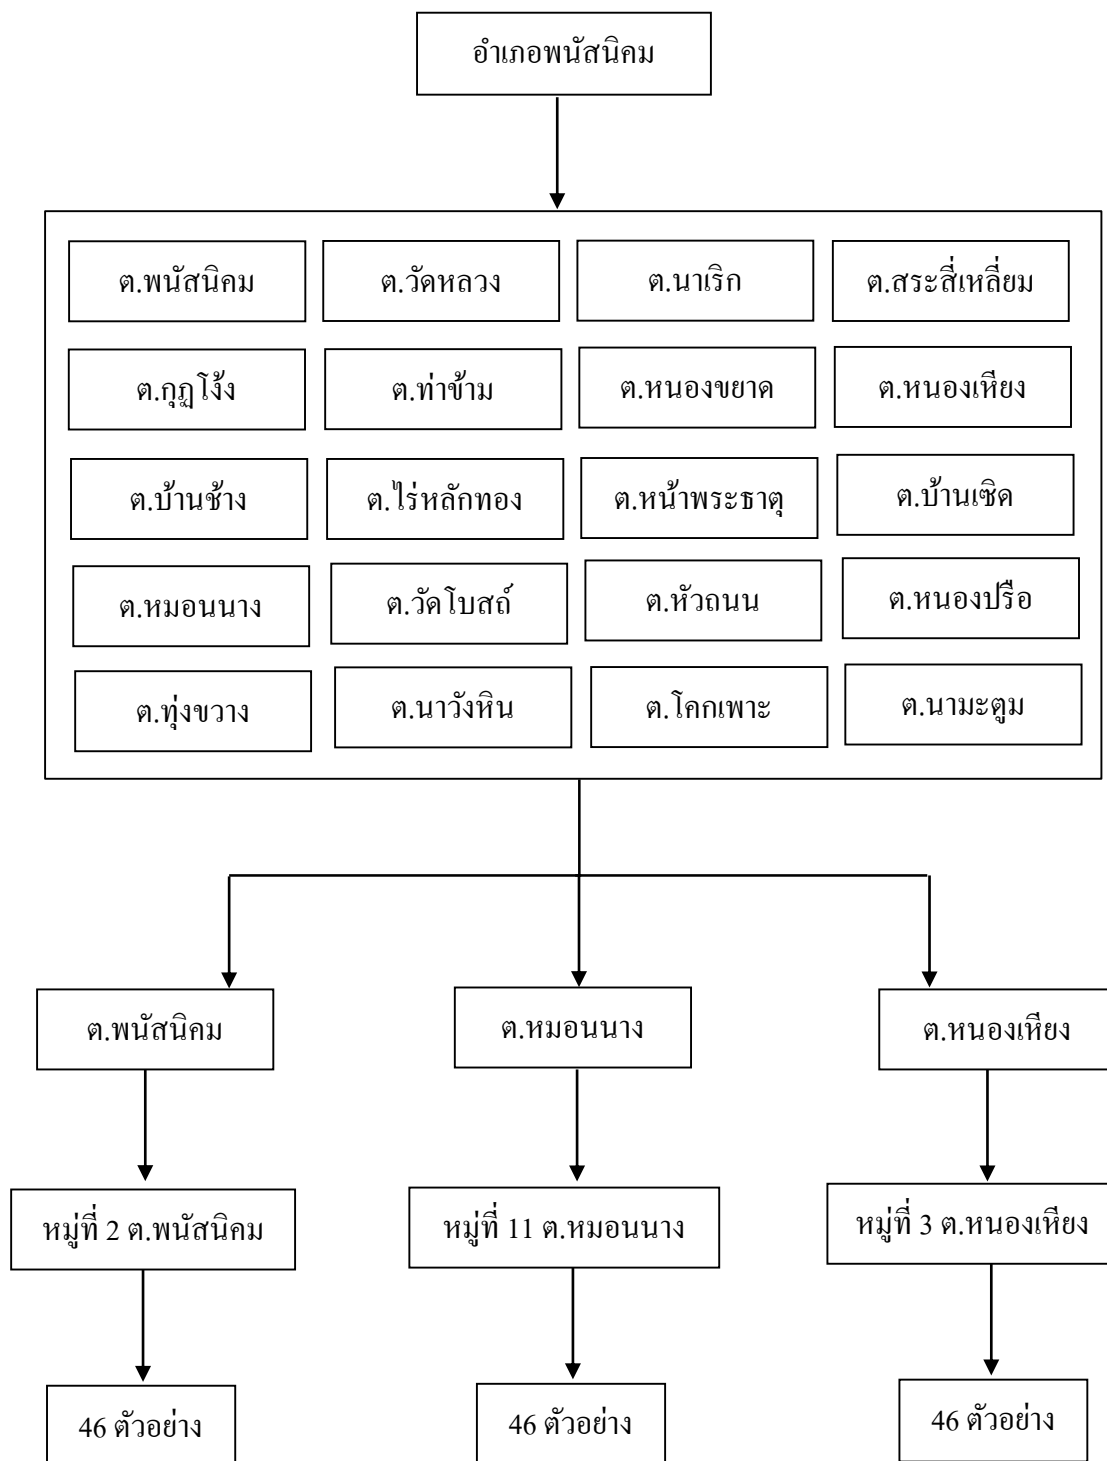 อำเภอพนัสนิคม
ต.พนัสนิคม
ต.วัดหลวง
ต.นาเริก
ต.สระสี่เหลี่ยม
ต.กุฏโง้ง
ต.ท่าข้าม
ต.หนองขยาด
ต.หนองเหียง
ต.บ้านช้าง
ต.ไร่หลักทอง
ต.หน้าพระธาตุ
ต.บ้านเซิด
ต.หมอนนาง
ต.วัดโบสถ์
ต.หัวถนน
ต.หนองปรือ
ต.ทุ่งขวาง
ต.นาวังหิน
ต.โคกเพาะ
ต.นามะตูม
ต.พนัสนิคม
ต.หมอนนาง
ต.หนองเหียง
หมู่ที่ 2 ต.พนัสนิคม
หมู่ที่ 11 ต.หมอนนาง
หมู่ที่ 3 ต.หนองเหียง
46 ตัวอย่าง
46 ตัวอย่าง
46 ตัวอย่าง